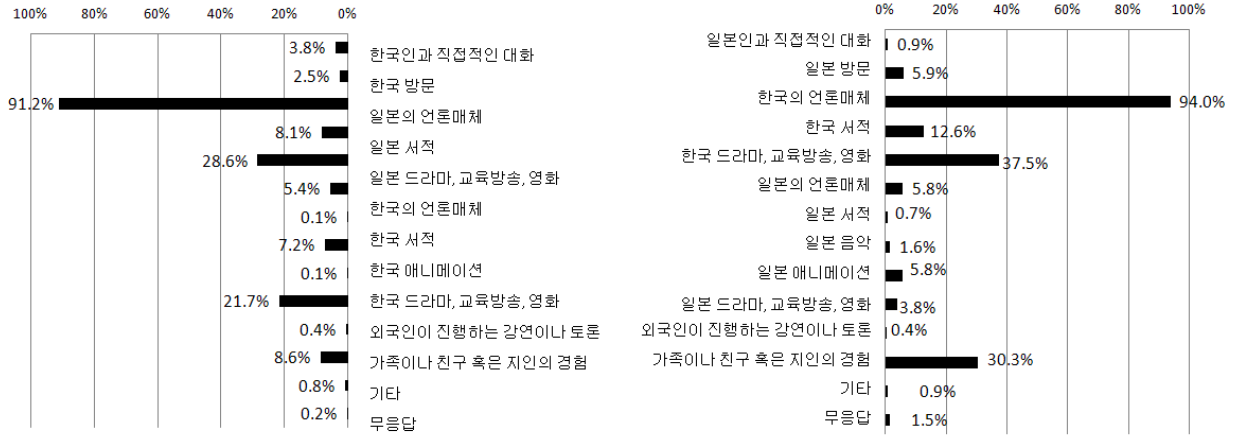 100% 80% 60% 40% 20% 0%
3.8%
2.5%
91.2%
8.1%
28.6%
5.4%
0.1%
7.2%
0.1%
21.7%
0.4%
8.6%
0.8%
0.2%
한국인과 직접적인 대화
한국 방문
일본의 언론매체
일본 서적
일본 드라마, 교육방송, 영화
한국의 언론매체
한국 서적
한국 애니메이션
한국 드라마, 교육방송, 영화
외국인이 진행하는 강연이나 토론
가족이나 친구 혹은 지인의 경험
기타
무응답
0% 20% 40% 60% 80% 100%
일본인과 직접적인 대화 0.9%
일본 방문 5.9%
한국의 언론매체 94.0%
한국 서적 12.6%
한국 드라마, 교육방송, 영화 37.5%
일본의 언론매체 5.8%
일본 서적 0.7%
일본 음악 1.6%
일본 애니메이션 5.8%
일본 드라마, 교육방송, 영화 3.8%
외국인이 진행하는 강연이나 토론 0.4%
가족이나 친구 혹은 지인의 경험 30.3%
기타 0.9%
무응답 1.5%